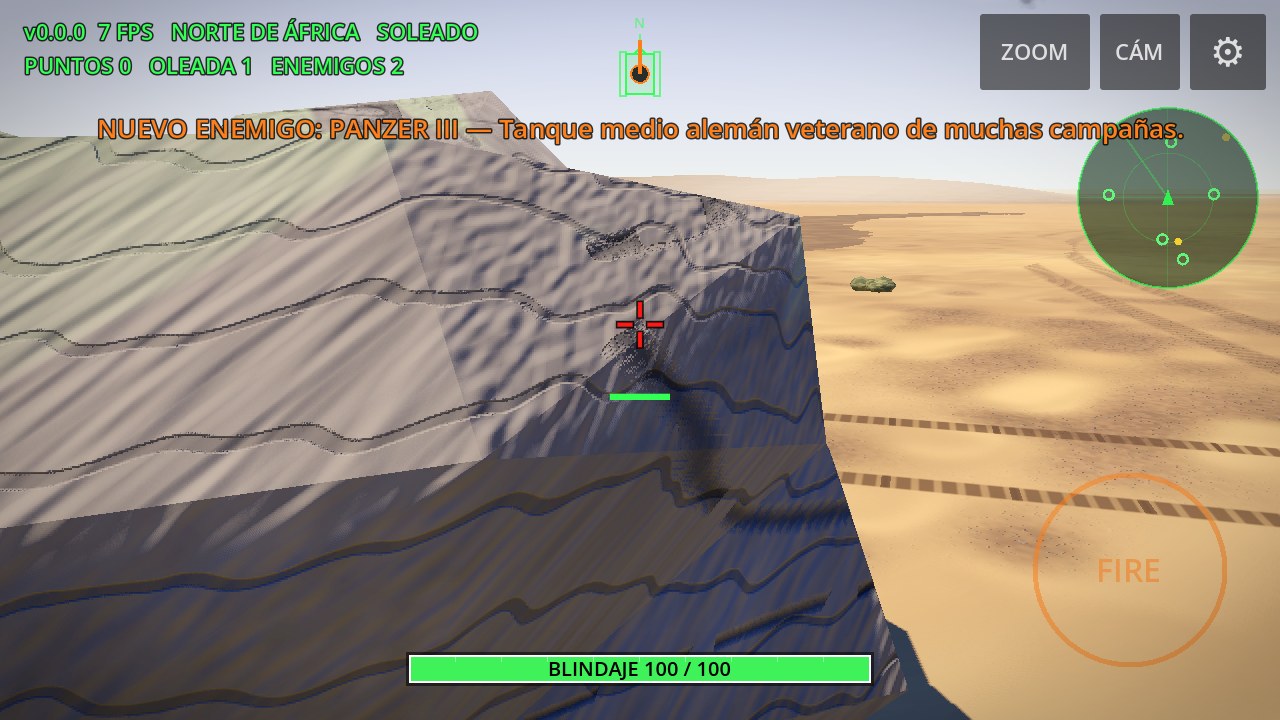 v0.0.0 7 FPS NORTE DE ÁFRICA SOLEADO
PUNTOS 0 OLEADA 1 ENEMIGOS 2
N
ZOOM
CÁM
NUEVO ENEMIGO: PANZER III — Tanque medio alemán veterano de muchas campañas.
FIRE
BLINDAJE 100 / 100